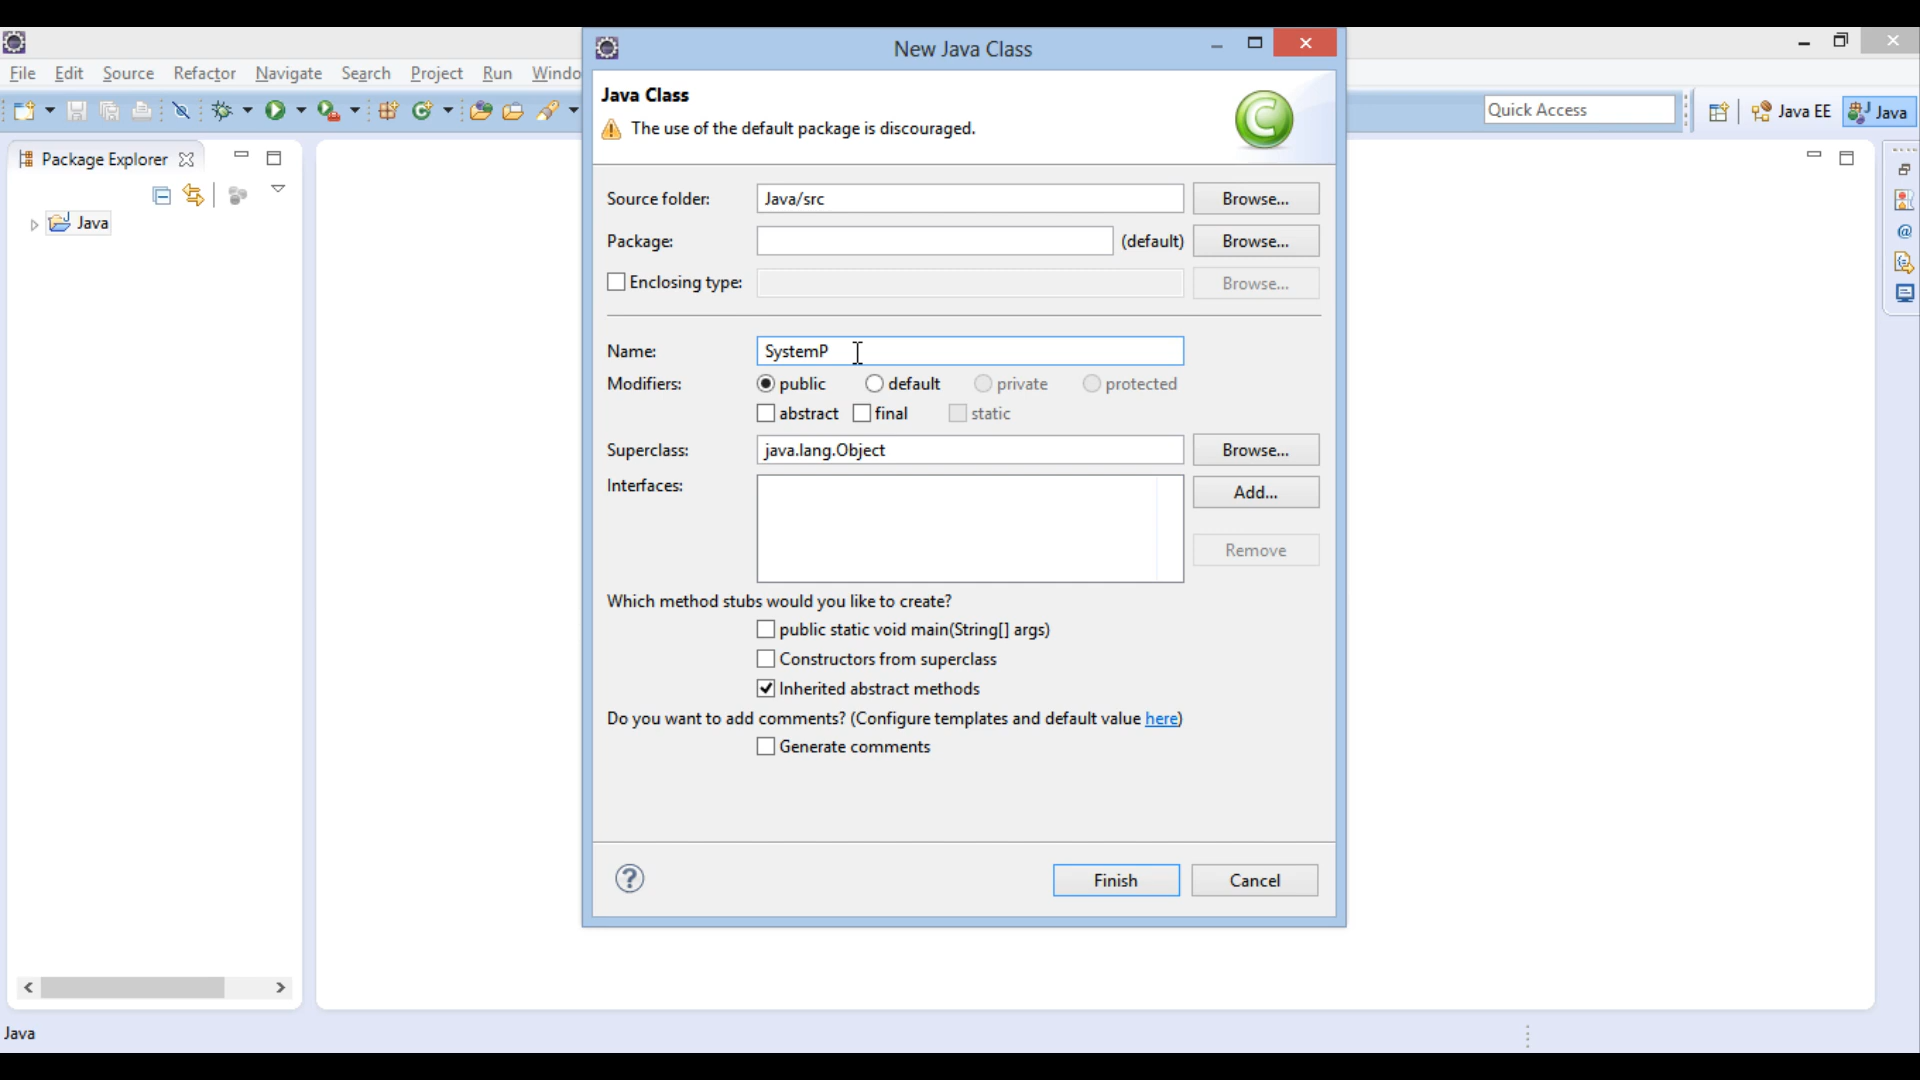 New Java Class
File Edit Source Refactor Navigate Search Project Run Windo
Java Class
The use of the default package is discouraged.
Quick Access
Java EE
Java
Package Explorer
Java
Source folder: Java/src Browse...
Package: (default) Browse...
Enclosing type: Browse...
Name: SystemP
Modifiers: public default private protected
abstract final static
Superclass: java.lang.Object Browse...
Interfaces: Add...
Remove
Which method stubs would you like to create?
public static void main(String[] args)
Constructors from superclass
Inherited abstract methods
Do you want to add comments? (Configure templates and default value here)
Generate comments
Finish Cancel
Java